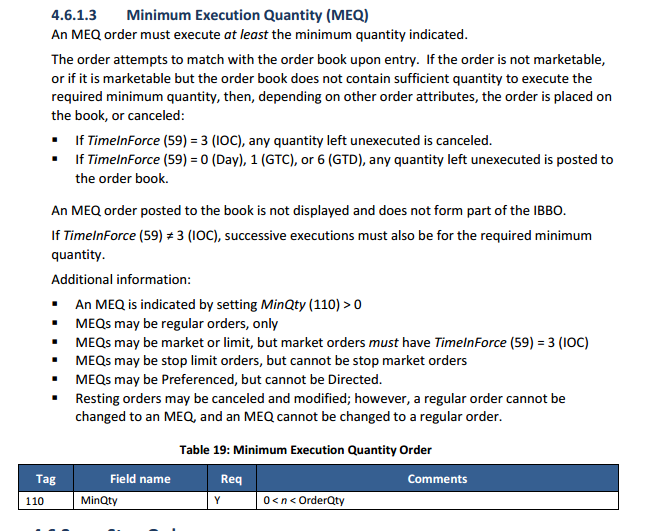 4.6.1.3 Minimum Execution Quantity (MEQ)
An MEQ order must execute at least the minimum quantity indicated.
The order attempts to match with the order book upon entry. If the order is not marketable,
or if it is marketable but the order book does not contain sufficient quantity to execute the
required minimum quantity, then, depending on other order attributes, the order is placed on
the book, or canceled:
▪ If TimeInForce (59) = 3 (IOC), any quantity left unexecuted is canceled.
▪ If TimeInForce (59) = 0 (Day), 1 (GTC), or 6 (GTD), any quantity left unexecuted is posted to
the order book.
An MEQ order posted to the book is not displayed and does not form part of the IBBO.
If TimeInForce (59) ≠ 3 (IOC), successive executions must also be for the required minimum
quantity.
Additional information:
▪ An MEQ is indicated by setting MinQty (110) > 0
▪ MEQs may be regular orders, only
▪ MEQs may be market or limit, but market orders must have TimeInForce (59) = 3 (IOC)
▪ MEQs may be stop limit orders, but cannot be stop market orders
▪ MEQs may be Preferenced, but cannot be Directed.
▪ Resting orders may be canceled and modified; however, a regular order cannot be
changed to an MEQ, and an MEQ cannot be changed to a regular order.
Table 19: Minimum Execution Quantity Order
Tag Field name Req Comments
110 MinQty Y 0 < n < OrderQty